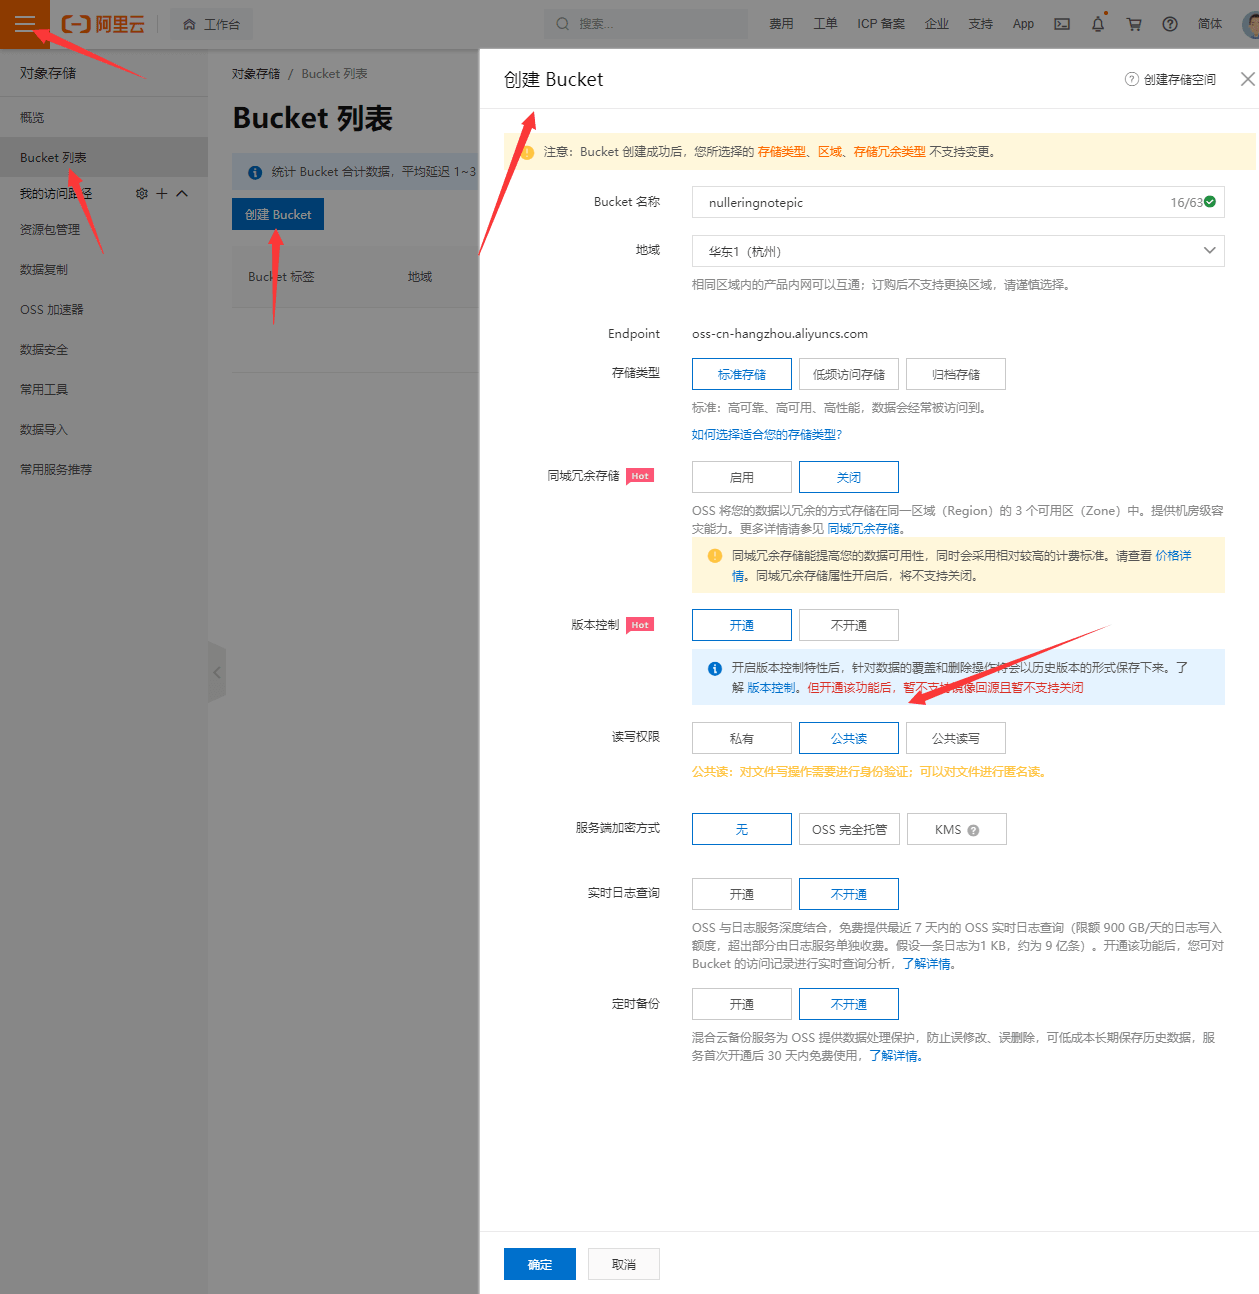 阿里云
工作台
搜索...
费用
工单
ICP 备案
企业
支持
App
简体
对象存储
概览
Bucket 列表
我的访问路径
资源包管理
数据复制
OSS 加速器
数据安全
常用工具
数据导入
常用服务推荐
对象存储 / Bucket 列表
Bucket 列表
统计 Bucket 合计数据，平均延迟 1~3
创建 Bucket
Bucket 标签
地域
创建 Bucket
创建存储空间
注意：Bucket 创建成功后，您所选择的 存储类型、区域、存储冗余类型 不支持变更。
Bucket 名称
nulleringnotepic
16/63
地域
华东1（杭州）
相同区域内的产品内网可以互通；订购后不支持更换区域，请谨慎选择。
Endpoint
oss-cn-hangzhou.aliyuncs.com
存储类型
标准存储
低频访问存储
归档存储
标准：高可靠、高可用、高性能，数据会经常被访问到。
如何选择适合您的存储类型？
同城冗余存储
Hot
启用
关闭
OSS 将您的数据以冗余的方式存储在同一区域（Region）的 3 个可用区（Zone）中。提供机房级容
灾能力。更多详情请参见 同城冗余存储。
同城冗余存储能提高您的数据可用性，同时会采用相对较高的计费标准。请查看 价格详
情。同城冗余存储属性开启后，将不支持关闭。
版本控制
Hot
开通
不开通
开启版本控制特性后，针对数据的覆盖和删除操作将会以历史版本的形式保存下来。了
解 版本控制。但开通该功能后，暂不支持镜像回源且暂不支持关闭
读写权限
私有
公共读
公共读写
公共读：对文件写操作需要进行身份验证；可以对文件进行匿名读。
服务端加密方式
无
OSS 完全托管
KMS
实时日志查询
开通
不开通
OSS 与日志服务深度结合，免费提供最近 7 天内的 OSS 实时日志查询（限额 900 GB/天的日志写入
额度，超出部分由日志服务单独收费。假设一条日志为1 KB，约为 9 亿条）。开通该功能后，您可对
Bucket 的访问记录进行实时查询分析，了解详情。
定时备份
开通
不开通
混合云备份服务为 OSS 提供数据处理保护，防止误修改、误删除，可低成本长期保存历史数据，服
务首次开通后 30 天内免费使用，了解详情。
确定
取消